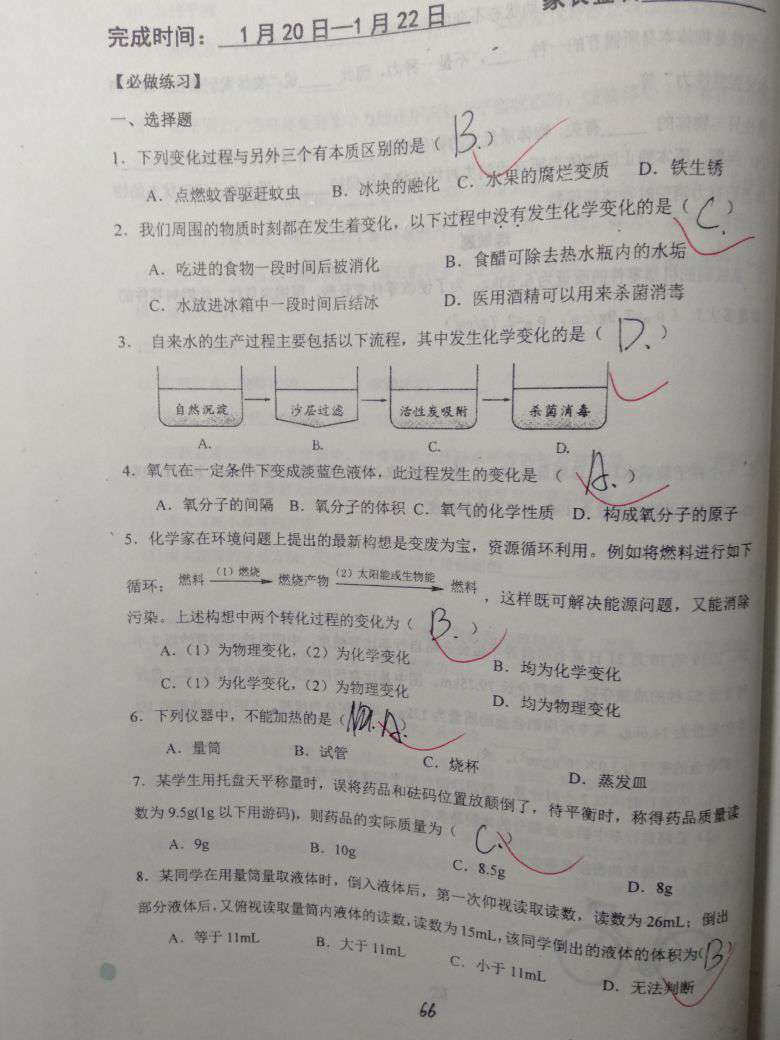 完成时间： 1月20日—1月22日
【必做练习】
一、选择题
1．下列变化过程与另外三个有本质区别的是（ B. ）
A．点燃蚊香驱赶蚊虫 B．冰块的融化 C．水果的腐烂变质 D．铁生锈
2．我们周围的物质时刻都在发生着变化，以下过程中没有发生化学变化的是（ C. ）
A．吃进的食物一段时间后被消化 B．食醋可除去热水瓶内的水垢
C．水放进冰箱中一段时间后结冰 D．医用酒精可以用来杀菌消毒
3． 自来水的生产过程主要包括以下流程，其中发生化学变化的是（ D. ）
自然沉淀 沙层过滤 活性炭吸附 杀菌消毒
A. B. C. D.
4．氧气在一定条件下变成淡蓝色液体，此过程发生的变化是 （ A. ）
A．氧分子的间隔 B．氧分子的体积 C．氧气的化学性质 D．构成氧分子的原子
5．化学家在环境问题上提出的最新构想是变废为宝，资源循环利用。例如将燃料进行如下
循环： 燃料 （1）燃烧 燃烧产物 （2）太阳能或生物能 燃料 ，这样既可解决能源问题，又能消除
污染。上述构想中两个转化过程的变化为（ B. ）
A．（1）为物理变化，（2）为化学变化 B．均为化学变化
C．（1）为化学变化，（2）为物理变化 D．均为物理变化
6．下列仪器中，不能加热的是（ A. ）
A．量筒 B．试管 C．烧杯 D．蒸发皿
7．某学生用托盘天平称量时，误将药品和砝码位置放颠倒了，待平衡时，称得药品质量读
数为 9.5g(1g 以下用游码)，则药品的实际质量为（ C. ）
A．9g B．10g C．8.5g D．8g
8．某同学在用量筒量取液体时，倒入液体后，第一次仰视读取读数，读数为 26mL；倒出
部分液体后，又俯视读取量筒内液体的读数，读数为 15mL，该同学倒出的液体的体积为(B)
A．等于 11mL B．大于 11mL C．小于 11mL D．无法判断
66